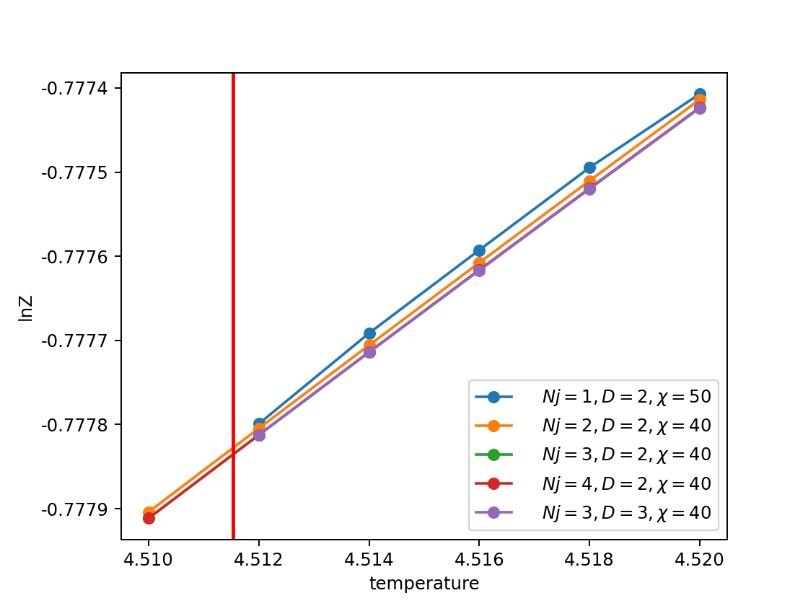 -0.7774
-0.7775
-0.7776
-0.7777
-0.7778
-0.7779
lnZ
4.510 4.512 4.514 4.516 4.518 4.520
temperature
Nj = 1, D = 2, χ = 50
Nj = 2, D = 2, χ = 40
Nj = 3, D = 2, χ = 40
Nj = 4, D = 2, χ = 40
Nj = 3, D = 3, χ = 40